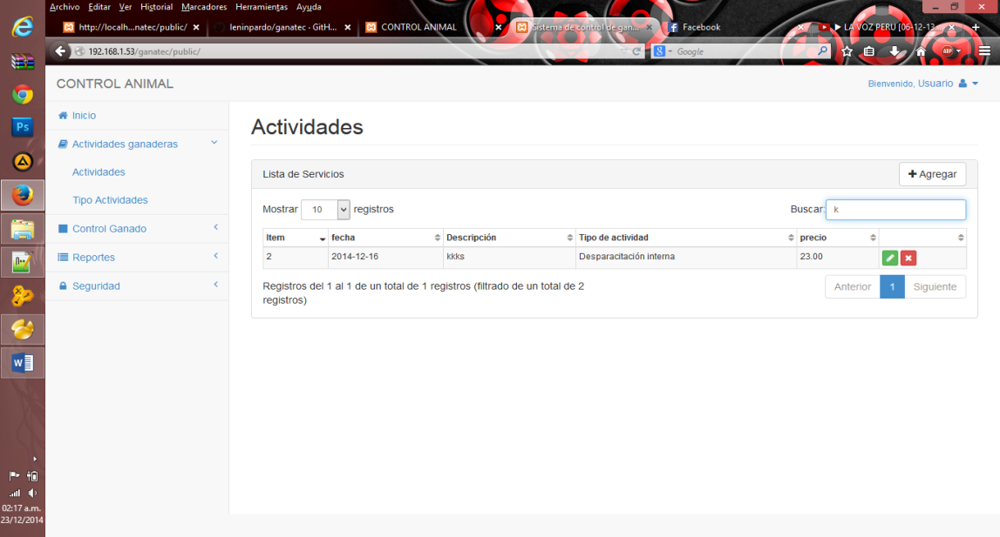 Archivo Editar Ver Historial Marcadores Herramientas Ayuda
http://localh...natec/public/ leninpardo/ganatec - GitH... CONTROL ANIMAL Sistema de control de gan... Facebook LA VOZ PERU [06-12-13...
192.168.1.53/ganatec/public/ Google
CONTROL ANIMAL Bienvenido, Usuario
Inicio
Actividades ganaderas
Actividades
Tipo Actividades
Control Ganado
Reportes
Seguridad
Actividades
Lista de Servicios + Agregar
Mostrar 10 registros Buscar: k
Item fecha Descripción Tipo de actividad precio
2 2014-12-16 kkks Desparacitación interna 23.00
Registros del 1 al 1 de un total de 1 registros (filtrado de un total de 2
registros)
Anterior 1 Siguiente
Ps
W
ABP
02:17 a.m.
23/12/2014